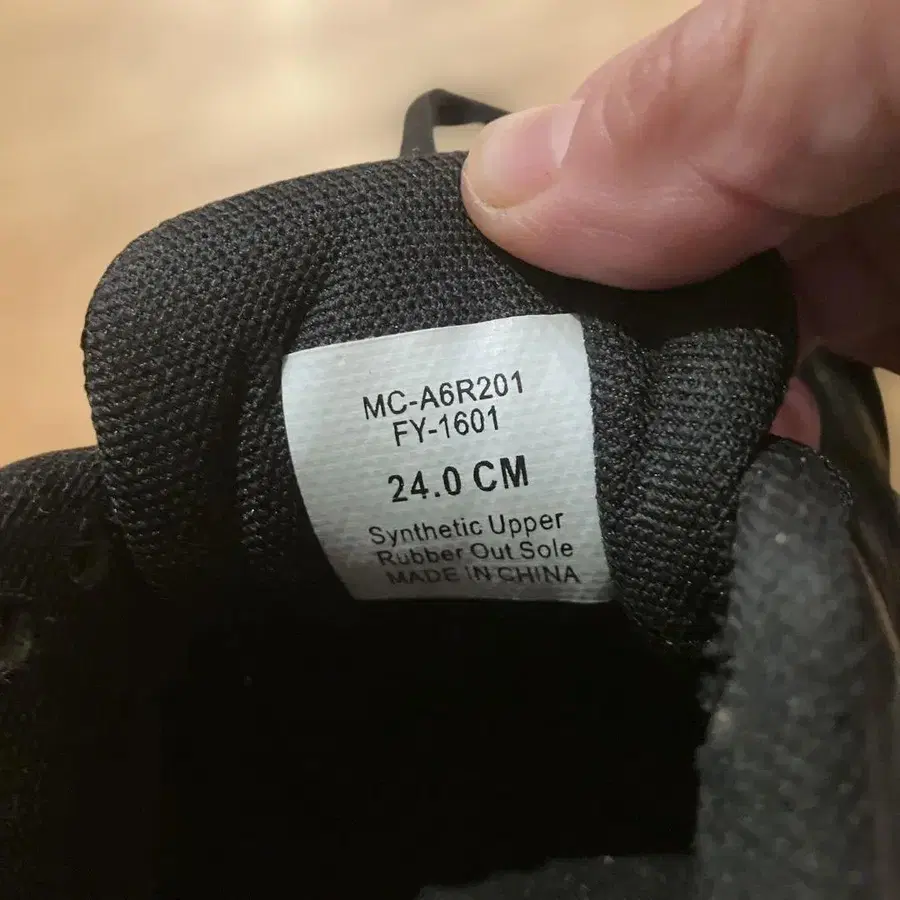 MC-A6R201
FY-1601
24.0 CM
Synthetic Upper
Rubber Out Sole
MADE IN CHINA